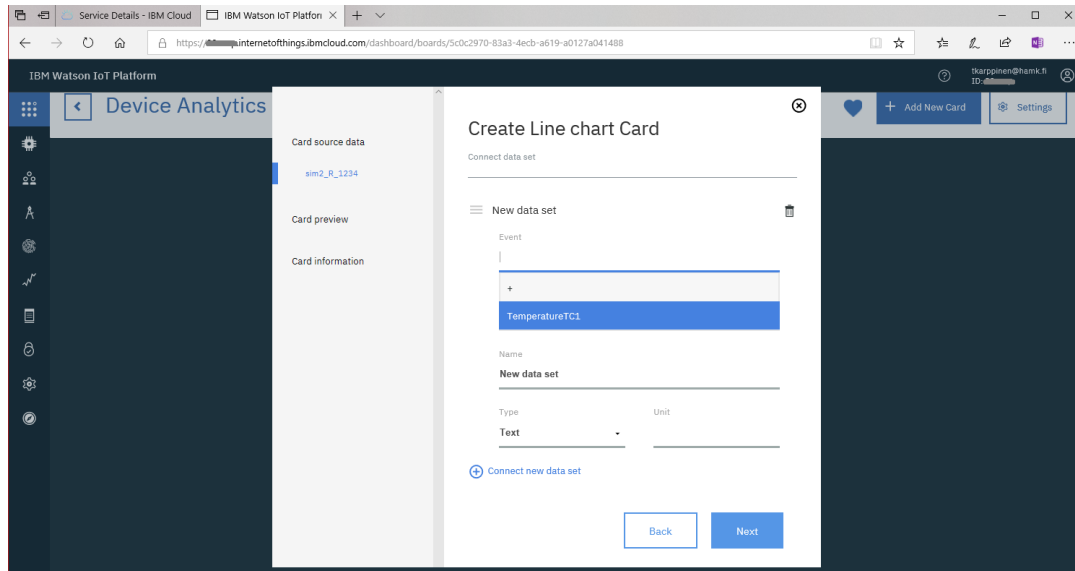 Service Details - IBM Cloud
IBM Watson IoT Platforn
https://
.internetofthings.ibmcloud.com/dashboard/boards/5c0c2970-83a3-4ecb-a619-a0127a041488
IBM Watson IoT Platform
tkarppinen@hamk.fi
ID:
Device Analytics
+ Add New Card
Settings
Card source data
sim2_R_1234
Card preview
Card information
Create Line chart Card
Connect data set
New data set
Event
+
TemperatureTC1
Name
New data set
Type
Unit
Text
Connect new data set
Back
Next